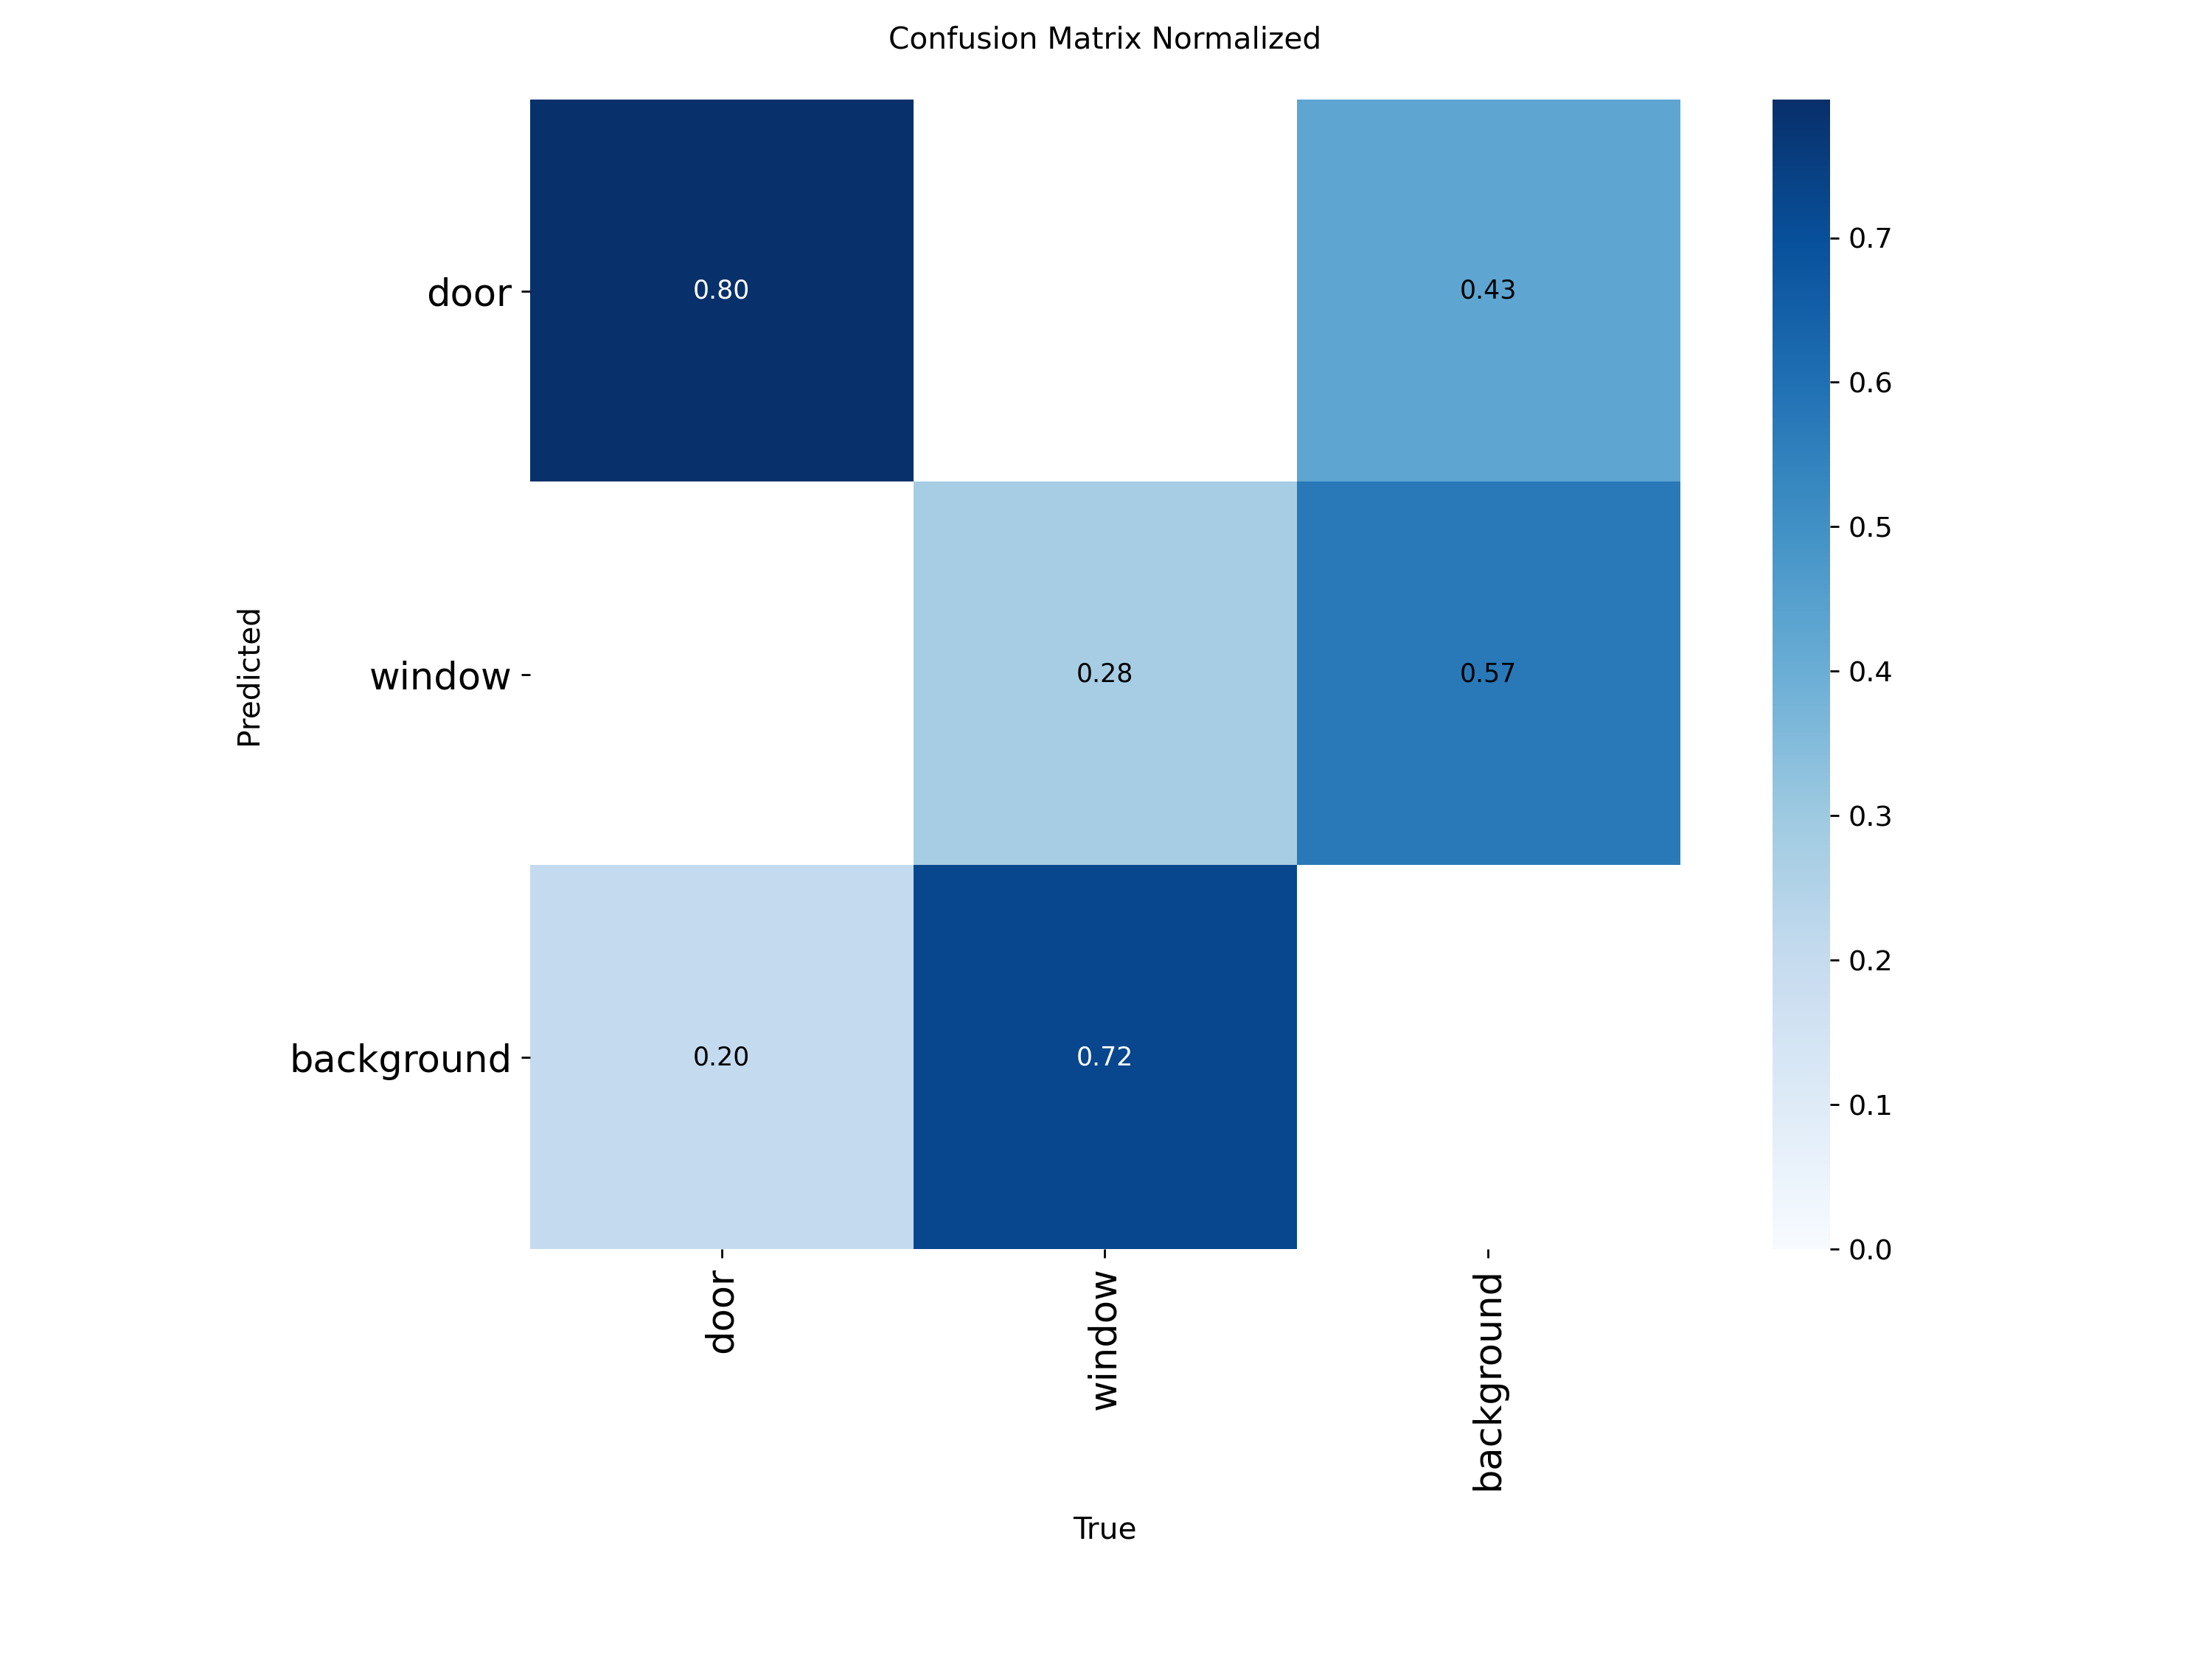 Confusion Matrix Normalized
door
0.80
0.43
0.7
0.6
0.5
Predicted
window
0.28
0.57
0.4
0.3
background
0.20
0.72
0.2
0.1
0.0
door
window
background
True